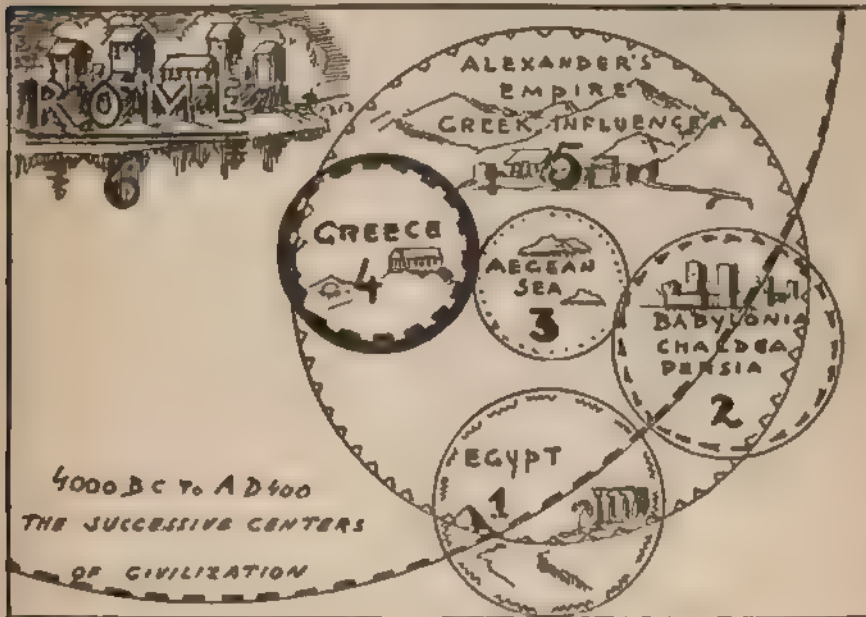 ROME
6
ALEXANDER'S
EMPIRE
GREEK INFLUENCE
5
GREECE
4
AEGEAN
SEA
3
BABYLONIA
CHALDEA
PERSIA
2
EGYPT
1
4000 BC TO AD 400
THE SUCCESSIVE CENTERS
OF CIVILIZATION